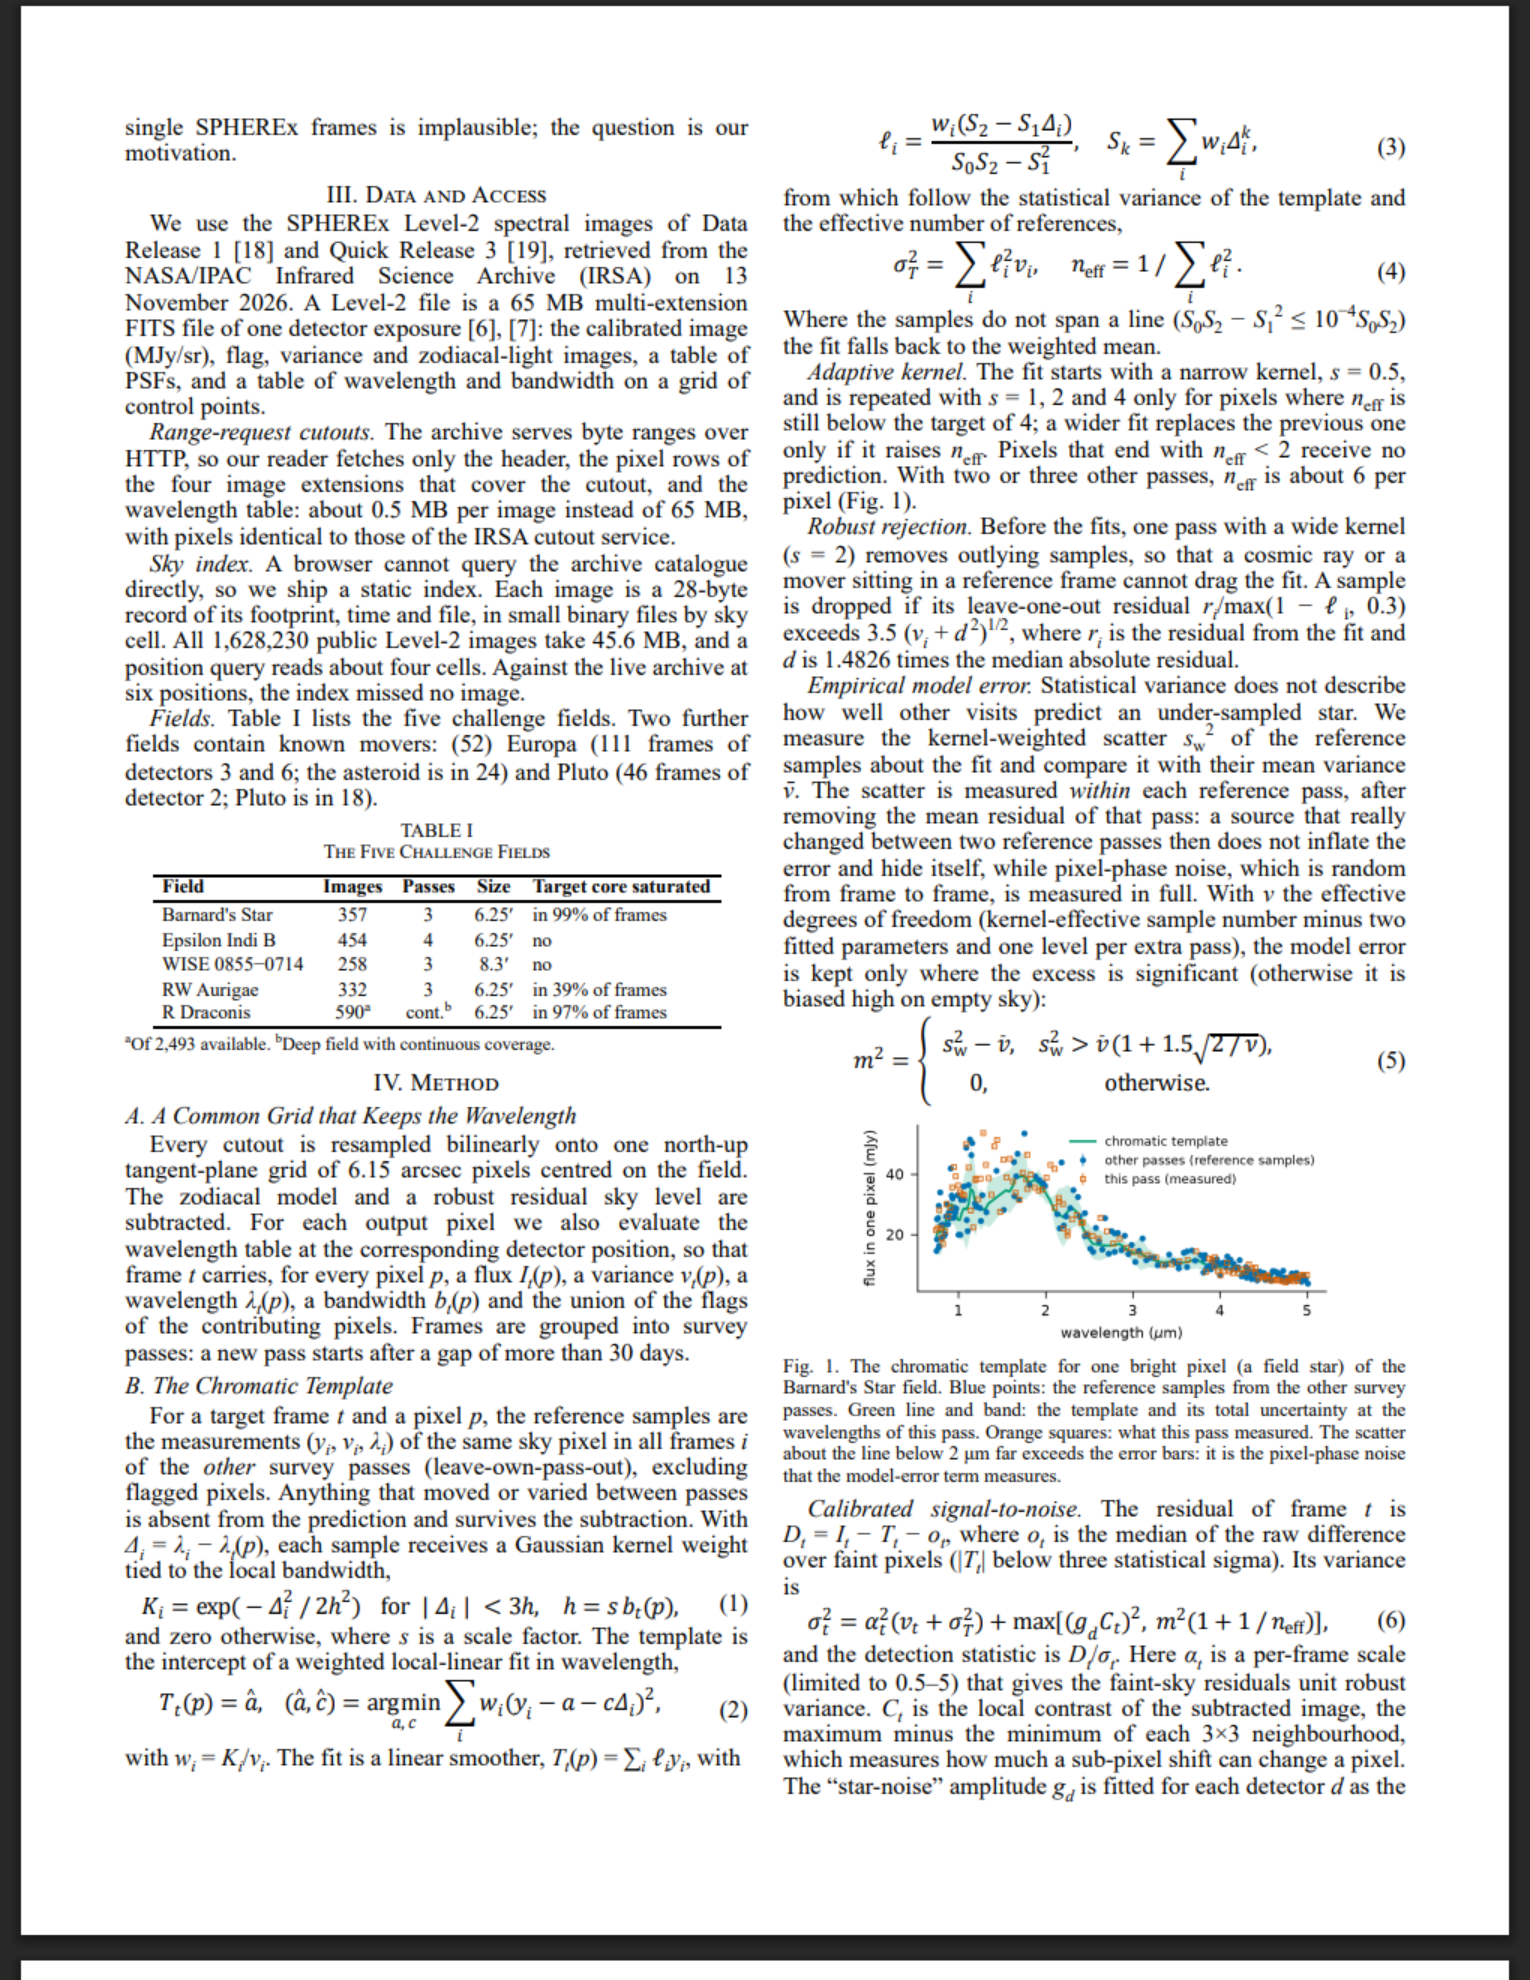 single SPHEREx frames is implausible; the question is our
motivation.
III. DATA AND ACCESS
We use the SPHEREx Level-2 spectral images of Data
Release 1 [18] and Quick Release 3 [19], retrieved from the
NASA/IPAC Infrared Science Archive (IRSA) on 13
November 2026. A Level-2 file is a 65 MB multi-extension
FITS file of one detector exposure [6], [7]: the calibrated image
(MJy/sr), flag, variance and zodiacal-light images, a table of
PSFs, and a table of wavelength and bandwidth on a grid of
control points.
Range-request cutouts. The archive serves byte ranges over
HTTP, so our reader fetches only the header, the pixel rows of
the four image extensions that cover the cutout, and the
wavelength table: about 0.5 MB per image instead of 65 MB,
with pixels identical to those of the IRSA cutout service.
Sky index. A browser cannot query the archive catalogue
directly, so we ship a static index. Each image is a 28-byte
record of its footprint, time and file, in small binary files by sky
cell. All 1,628,230 public Level-2 images take 45.6 MB, and a
position query reads about four cells. Against the live archive at
six positions, the index missed no image.
Fields. Table I lists the five challenge fields. Two further
fields contain known movers: (52) Europa (111 frames of
detectors 3 and 6; the asteroid is in 24) and Pluto (46 frames of
detector 2; Pluto is in 18).
TABLE I
THE FIVE CHALLENGE FIELDS
Field Images Passes Size Target core saturated
Barnard's Star 357 3 6.25′ in 99% of frames
Epsilon Indi B 454 4 6.25′ no
WISE 0855−0714 258 3 8.3′ no
RW Aurigae 332 3 6.25′ in 39% of frames
R Draconis 590ᵃ cont.ᵇ 6.25′ in 97% of frames
ᵃOf 2,493 available. ᵇDeep field with continuous coverage.
IV. METHOD
A. A Common Grid that Keeps the Wavelength
Every cutout is resampled bilinearly onto one north-up
tangent-plane grid of 6.15 arcsec pixels centred on the field.
The zodiacal model and a robust residual sky level are
subtracted. For each output pixel we also evaluate the
wavelength table at the corresponding detector position, so that
frame t carries, for every pixel p, a flux Iₜ(p), a variance vₜ(p), a
wavelength λₜ(p), a bandwidth bₜ(p) and the union of the flags
of the contributing pixels. Frames are grouped into survey
passes: a new pass starts after a gap of more than 30 days.
B. The Chromatic Template
For a target frame t and a pixel p, the reference samples are
the measurements (yᵢ, vᵢ, λᵢ) of the same sky pixel in all frames i
of the other survey passes (leave-own-pass-out), excluding
flagged pixels. Anything that moved or varied between passes
is absent from the prediction and survives the subtraction. With
Δᵢ = λᵢ − λₜ(p), each sample receives a Gaussian kernel weight
tied to the local bandwidth,
Kᵢ = exp(− Δᵢ² / 2h²) for | Δᵢ | < 3h, h = s bₜ(p), (1)
and zero otherwise, where s is a scale factor. The template is
the intercept of a weighted local-linear fit in wavelength,
Tₜ(p) = â, (â, ĉ) = argmin_{a,c} ∑ᵢ wᵢ(yᵢ − a − cΔᵢ)², (2)
with wᵢ = Kᵢ/vᵢ. The fit is a linear smoother, Tₜ(p) = ∑ᵢ ℓᵢyᵢ, with
ℓᵢ = wᵢ(S₂ − S₁Δᵢ) / (S₀S₂ − S₁²), Sₖ = ∑ᵢ wᵢΔᵢᵏ, (3)
from which follow the statistical variance of the template and
the effective number of references,
σ_T² = ∑ᵢ ℓᵢ²vᵢ, n_eff = 1 / ∑ᵢ ℓᵢ² . (4)
Where the samples do not span a line (S₀S₂ − S₁² ≤ 10⁻⁴S₀S₂)
the fit falls back to the weighted mean.
Adaptive kernel. The fit starts with a narrow kernel, s = 0.5,
and is repeated with s = 1, 2 and 4 only for pixels where n_eff is
still below the target of 4; a wider fit replaces the previous one
only if it raises n_eff. Pixels that end with n_eff < 2 receive no
prediction. With two or three other passes, n_eff is about 6 per
pixel (Fig. 1).
Robust rejection. Before the fits, one pass with a wide kernel
(s = 2) removes outlying samples, so that a cosmic ray or a
mover sitting in a reference frame cannot drag the fit. A sample
is dropped if its leave-one-out residual rᵢ/max(1 − ℓᵢ, 0.3)
exceeds 3.5 (vᵢ + d²)^{1/2}, where rᵢ is the residual from the fit and
d is 1.4826 times the median absolute residual.
Empirical model error. Statistical variance does not describe
how well other visits predict an under-sampled star. We
measure the kernel-weighted scatter s_w² of the reference
samples about the fit and compare it with their mean variance
v̄. The scatter is measured within each reference pass, after
removing the mean residual of that pass: a source that really
changed between two reference passes then does not inflate the
error and hide itself, while pixel-phase noise, which is random
from frame to frame, is measured in full. With ν the effective
degrees of freedom (kernel-effective sample number minus two
fitted parameters and one level per extra pass), the model error
is kept only where the excess is significant (otherwise it is
biased high on empty sky):
m² = { s_w² − v̄, s_w² > v̄(1 + 1.5√(2 / ν)),
0, otherwise. (5)
flux in one pixel (mJy)
40
20
chromatic template
other passes (reference samples)
this pass (measured)
1 2 3 4 5
wavelength (μm)
Fig. 1. The chromatic template for one bright pixel (a field star) of the
Barnard's Star field. Blue points: the reference samples from the other survey
passes. Green line and band: the template and its total uncertainty at the
wavelengths of this pass. Orange squares: what this pass measured. The scatter
about the line below 2 μm far exceeds the error bars: it is the pixel-phase noise
that the model-error term measures.
Calibrated signal-to-noise. The residual of frame t is
Dₜ = Iₜ − Tₜ − oₜ, where oₜ is the median of the raw difference
over faint pixels (|Tₜ| below three statistical sigma). Its variance
is
σₜ² = αₜ²(vₜ + σ_T²) + max[(g_d Cₜ)², m²(1 + 1 / n_eff)], (6)
and the detection statistic is Dₜ/σₜ. Here αₜ is a per-frame scale
(limited to 0.5–5) that gives the faint-sky residuals unit robust
variance. Cₜ is the local contrast of the subtracted image, the
maximum minus the minimum of each 3×3 neighbourhood,
which measures how much a sub-pixel shift can change a pixel.
The “star-noise” amplitude g_d is fitted for each detector d as the